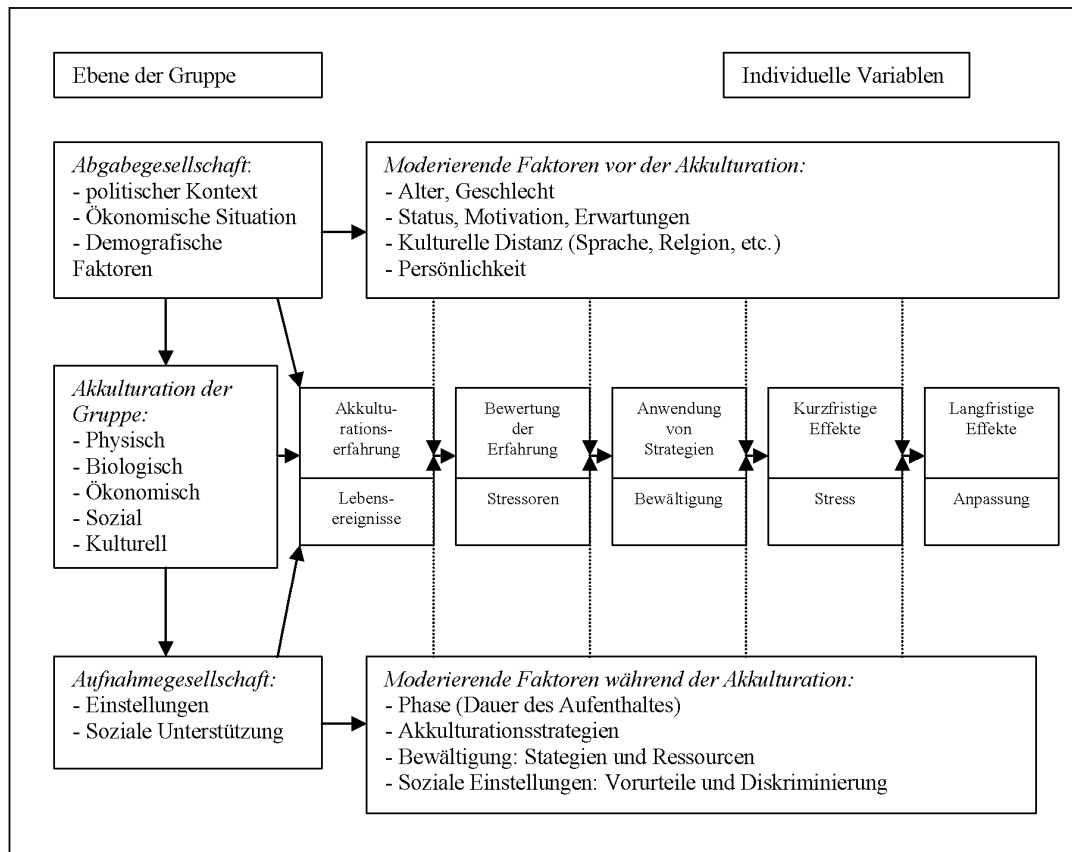 Ebene der Gruppe
Individuelle Variablen
Abgabegesellschaft:
- politischer Kontext
- Ökonomische Situation
- Demografische
Faktoren
Moderierende Faktoren vor der Akkulturation:
- Alter, Geschlecht
- Status, Motivation, Erwartungen
- Kulturelle Distanz (Sprache, Relgion, etc.)
- Persönlichkeit
Akkulturation der
Gruppe:
- Physisch
- Biologisch
- Ökonomisch
- Sozial
- Kulturell
Akkultu-
rations-
erfahrung
Lebens-
ereignisse
Bewertung
der
Erfahrung
Stressoren
Anwendung
von
Strategien
Bewältigung
Kurzfristige
Effekte
Stress
Langfristige
Effekte
Anpassung
Aufnahmegesellschaft:
- Einstellungen
- Soziale Unterstützung
Moderierende Faktoren während der Akkulturation:
- Phase (Dauer des Aufenthaltes)
- Akkulturationsstrategien
- Bewältigung: Stategien und Ressourcen
- Soziale Einstellungen: Vorurteile und Diskriminierung